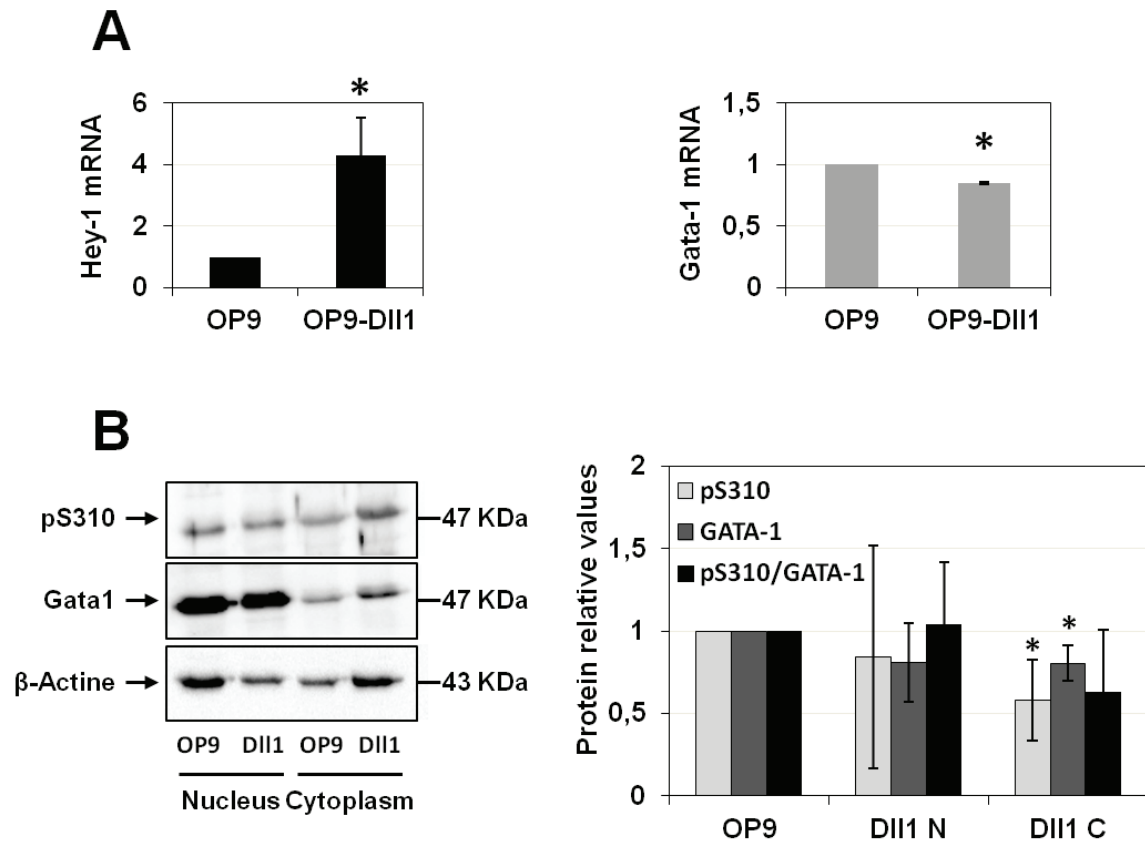 A
Hey-1 mRNA
6
4
2
0
*
OP9 OP9-Dll1
Gata-1 mRNA
1,5
1
0,5
0
*
OP9 OP9-Dll1
B
pS310 47 KDa
Gata1 47 KDa
β-Actine 43 KDa
OP9 Dll1 OP9 Dll1
Nucleus Cytoplasm
Protein relative values
2
1,5
1
0,5
0
pS310
GATA-1
pS310/GATA-1
* *
OP9 Dll1 N Dll1 C